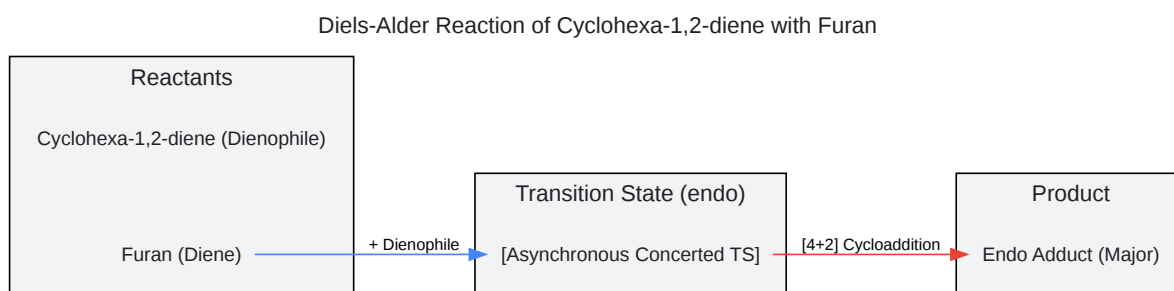 Diels-Alder Reaction of Cyclohexa-1,2-diene with Furan
Reactants
Cyclohexa-1,2-diene (Dienophile)
Furan (Diene)
+ Dienophile
Transition State (endo)
[Asynchronous Concerted TS]
[4+2] Cycloaddition
Product
Endo Adduct (Major)